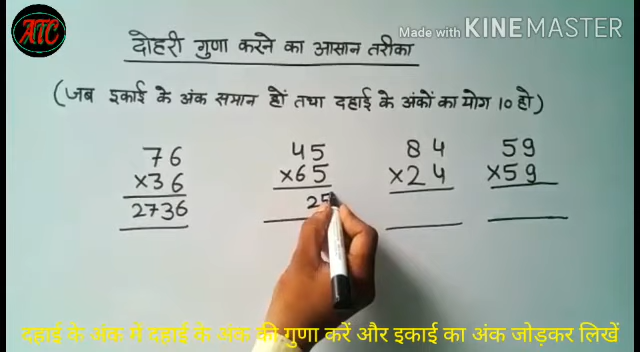 ATC
Made with KINEMASTER
दोहरी गुणा करने का आसान तरीका
(जब इकाई के अंक समान हों तथा दहाई के अंकों का योग 10 हो)
76 45 84 59
×36 ×65 ×24 ×59
2736 25
दहाई के अंक में दहाई के अंक की गुणा करें और इकाई का अंक जोड़कर लिखें